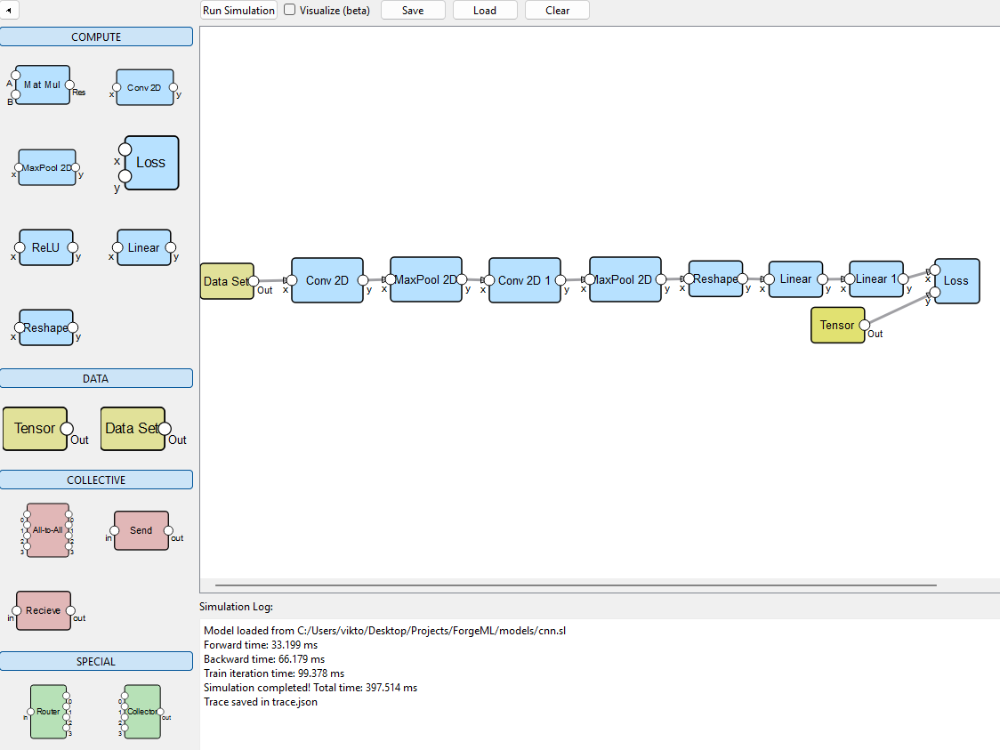 Run Simulation
Visualize (beta)
Save
Load
Clear
COMPUTE
A
B
Mat Mul
Res
x
Conv 2D
y
x
MaxPool 2D
y
x
y
Loss
x
ReLU
y
x
Linear
y
x
Reshape
y
DATA
Tensor
Out
Data Set
Out
COLLECTIVE
0
1
2
3
All-to-All
0
1
2
3
in
Send
out
in
Recieve
out
SPECIAL
in
Router
0
1
2
3
0
1
2
3
Collector
out
Data Set
Out
x
Conv 2D
y
x
MaxPool 2D
y
x
Conv 2D 1
y
x
MaxPool 2D
y
x
Reshape
y
x
Linear
y
x
Linear 1
y
x
y
Loss
Tensor
Out
Simulation Log:
Model loaded from C:/Users/vikto/Desktop/Projects/ForgeML/models/cnn.sl
Forward time: 33.199 ms
Backward time: 66.179 ms
Train iteration time: 99.378 ms
Simulation completed! Total time: 397.514 ms
Trace saved in trace.json